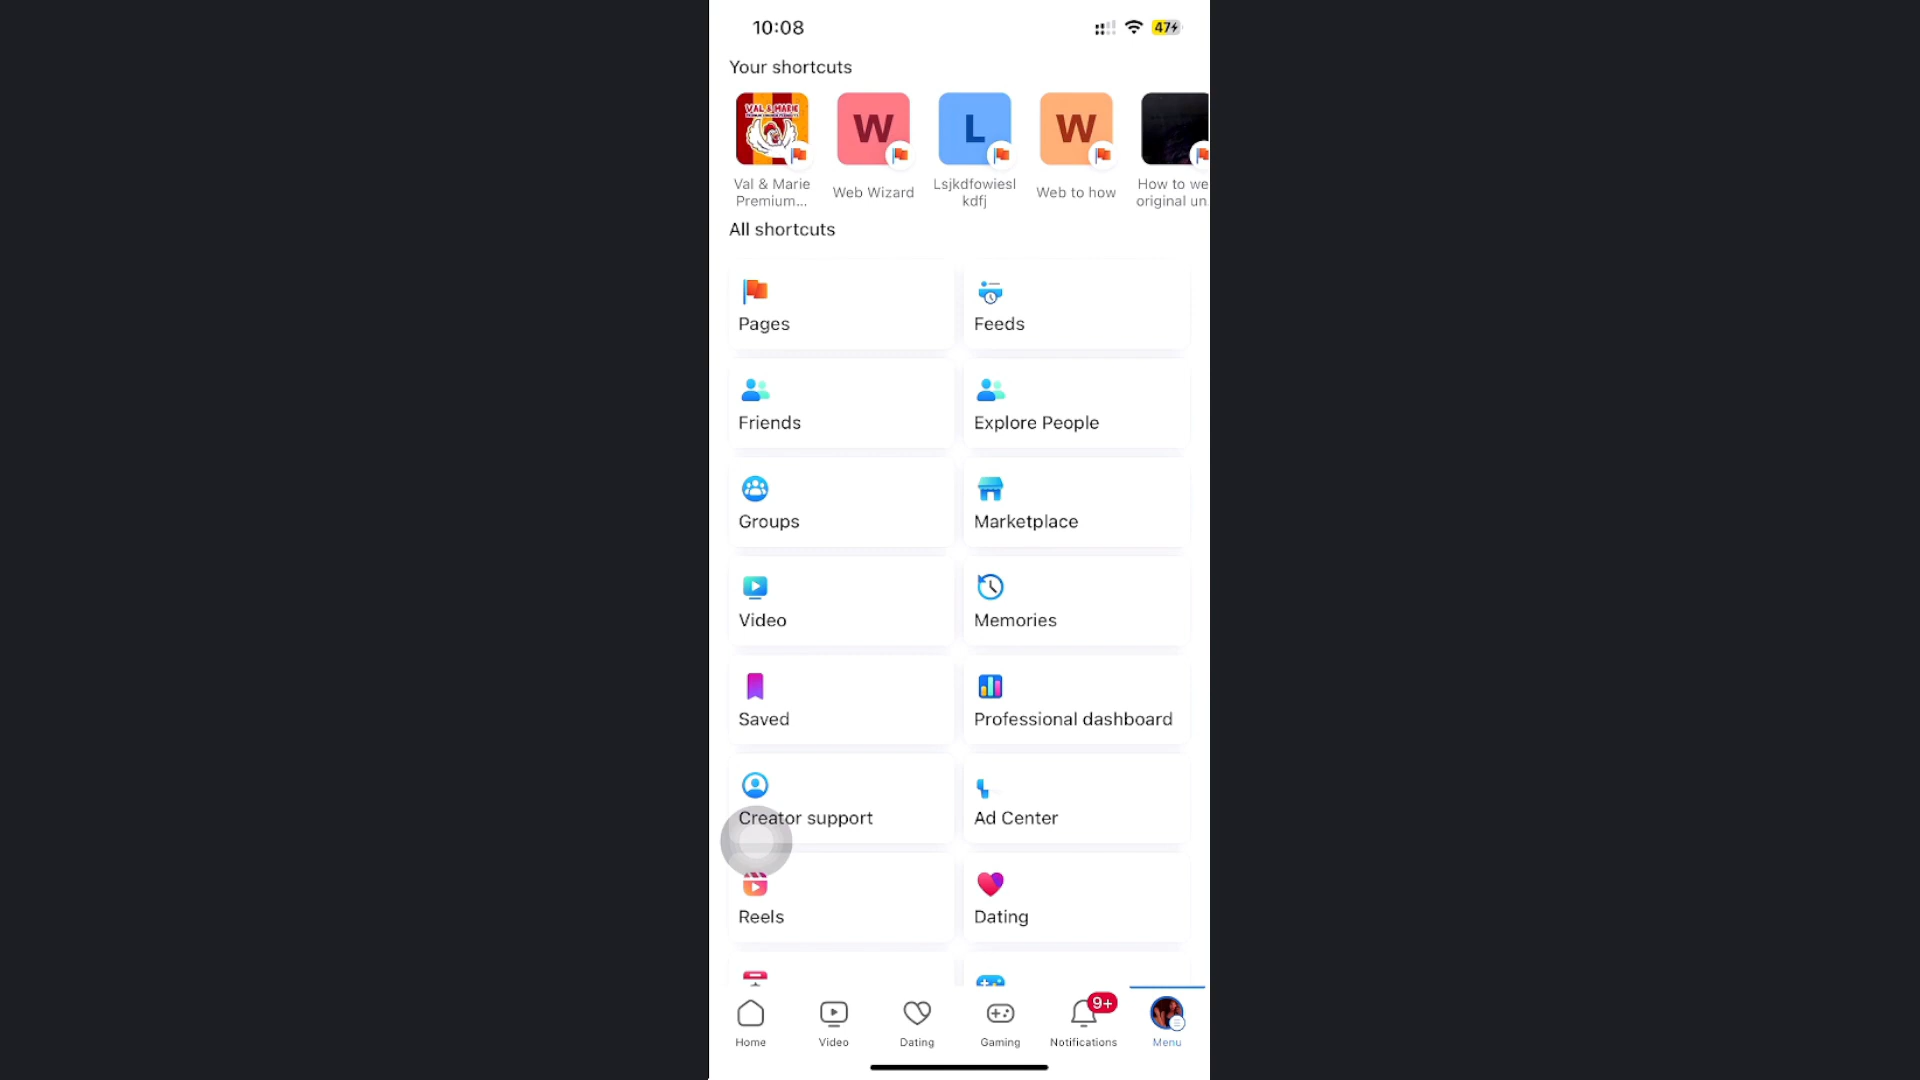 10:08
47
Your shortcuts
VAL & MARIE
W
L
W
Val & Marie
Premium...
Web Wizard
Lsjkdfowiesl
kdfj
Web to how
How to we
original un
All shortcuts
Pages
Feeds
Friends
Explore People
Groups
Marketplace
Video
Memories
Saved
Professional dashboard
Creator support
Ad Center
Reels
Dating
9+
Home
Video
Dating
Gaming
Notifications
Menu